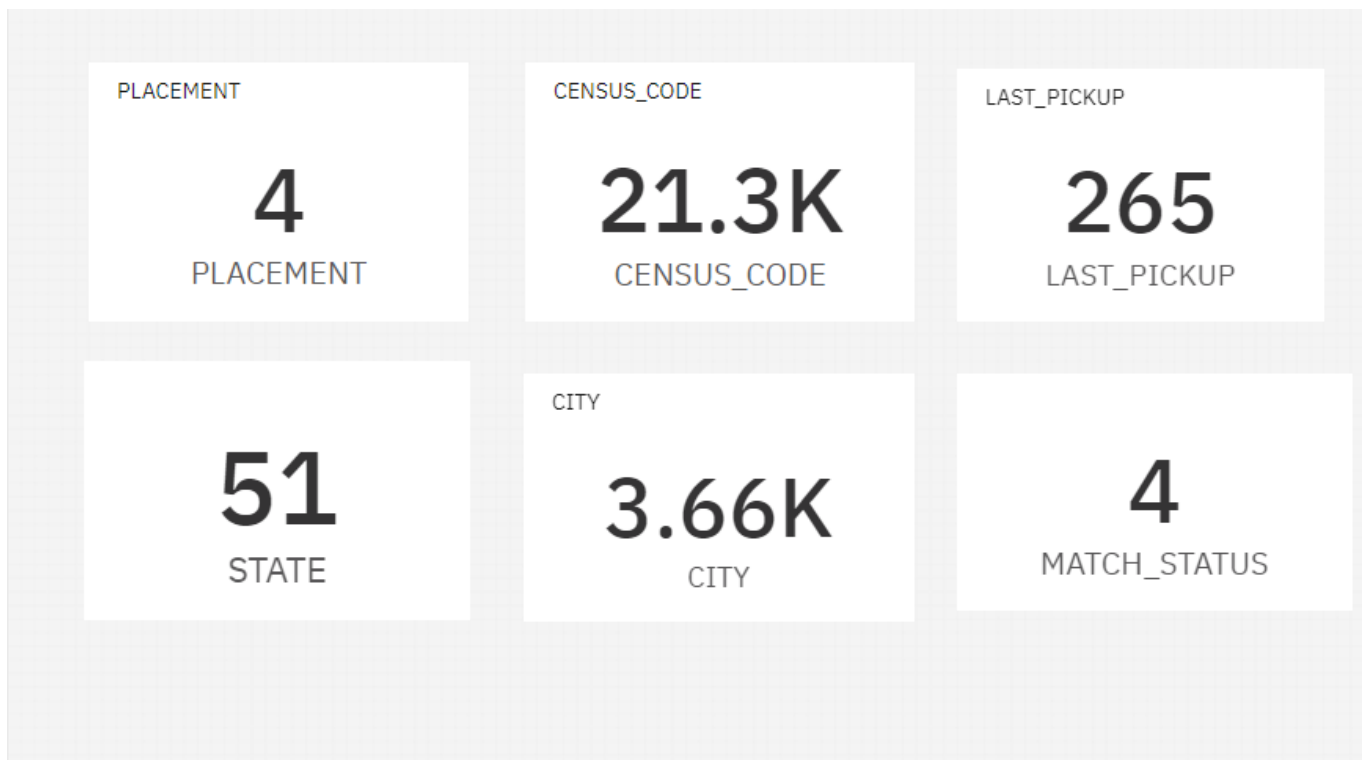 PLACEMENT
4
PLACEMENT
CENSUS_CODE
21.3K
CENSUS_CODE
LAST_PICKUP
265
LAST_PICKUP
51
STATE
CITY
3.66K
CITY
4
MATCH_STATUS